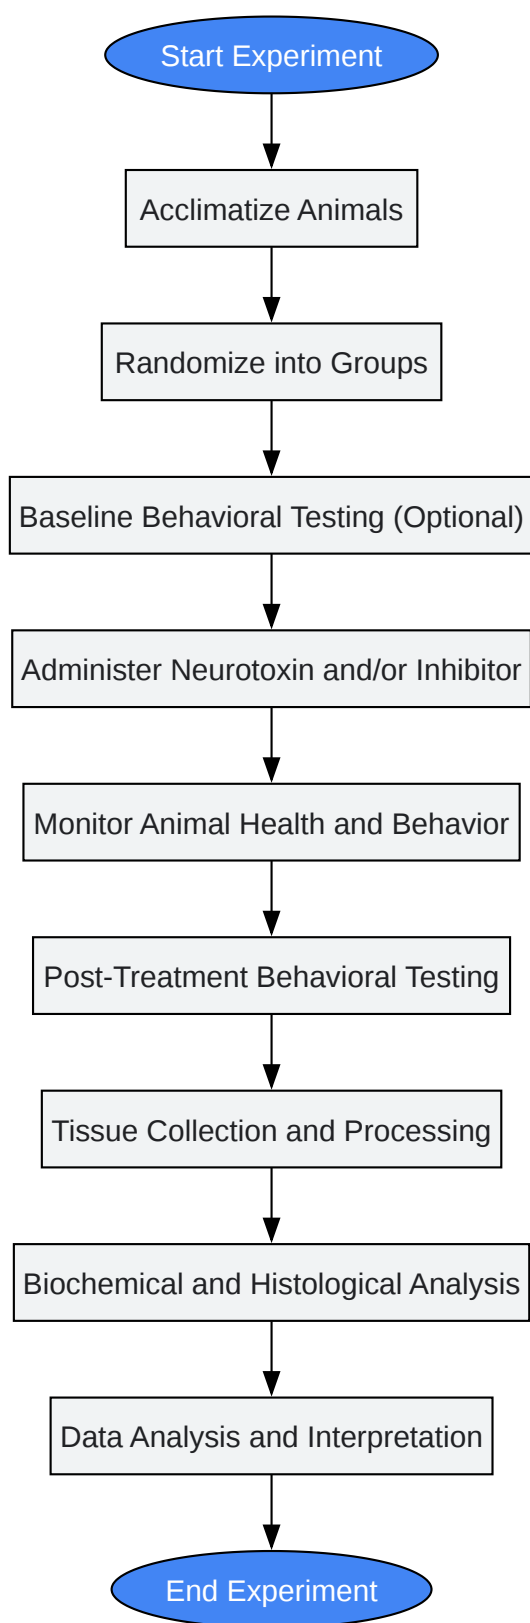 Start Experiment
Acclimatize Animals
Randomize into Groups
Baseline Behavioral Testing (Optional)
Administer Neurotoxin and/or Inhibitor
Monitor Animal Health and Behavior
Post-Treatment Behavioral Testing
Tissue Collection and Processing
Biochemical and Histological Analysis
Data Analysis and Interpretation
End Experiment